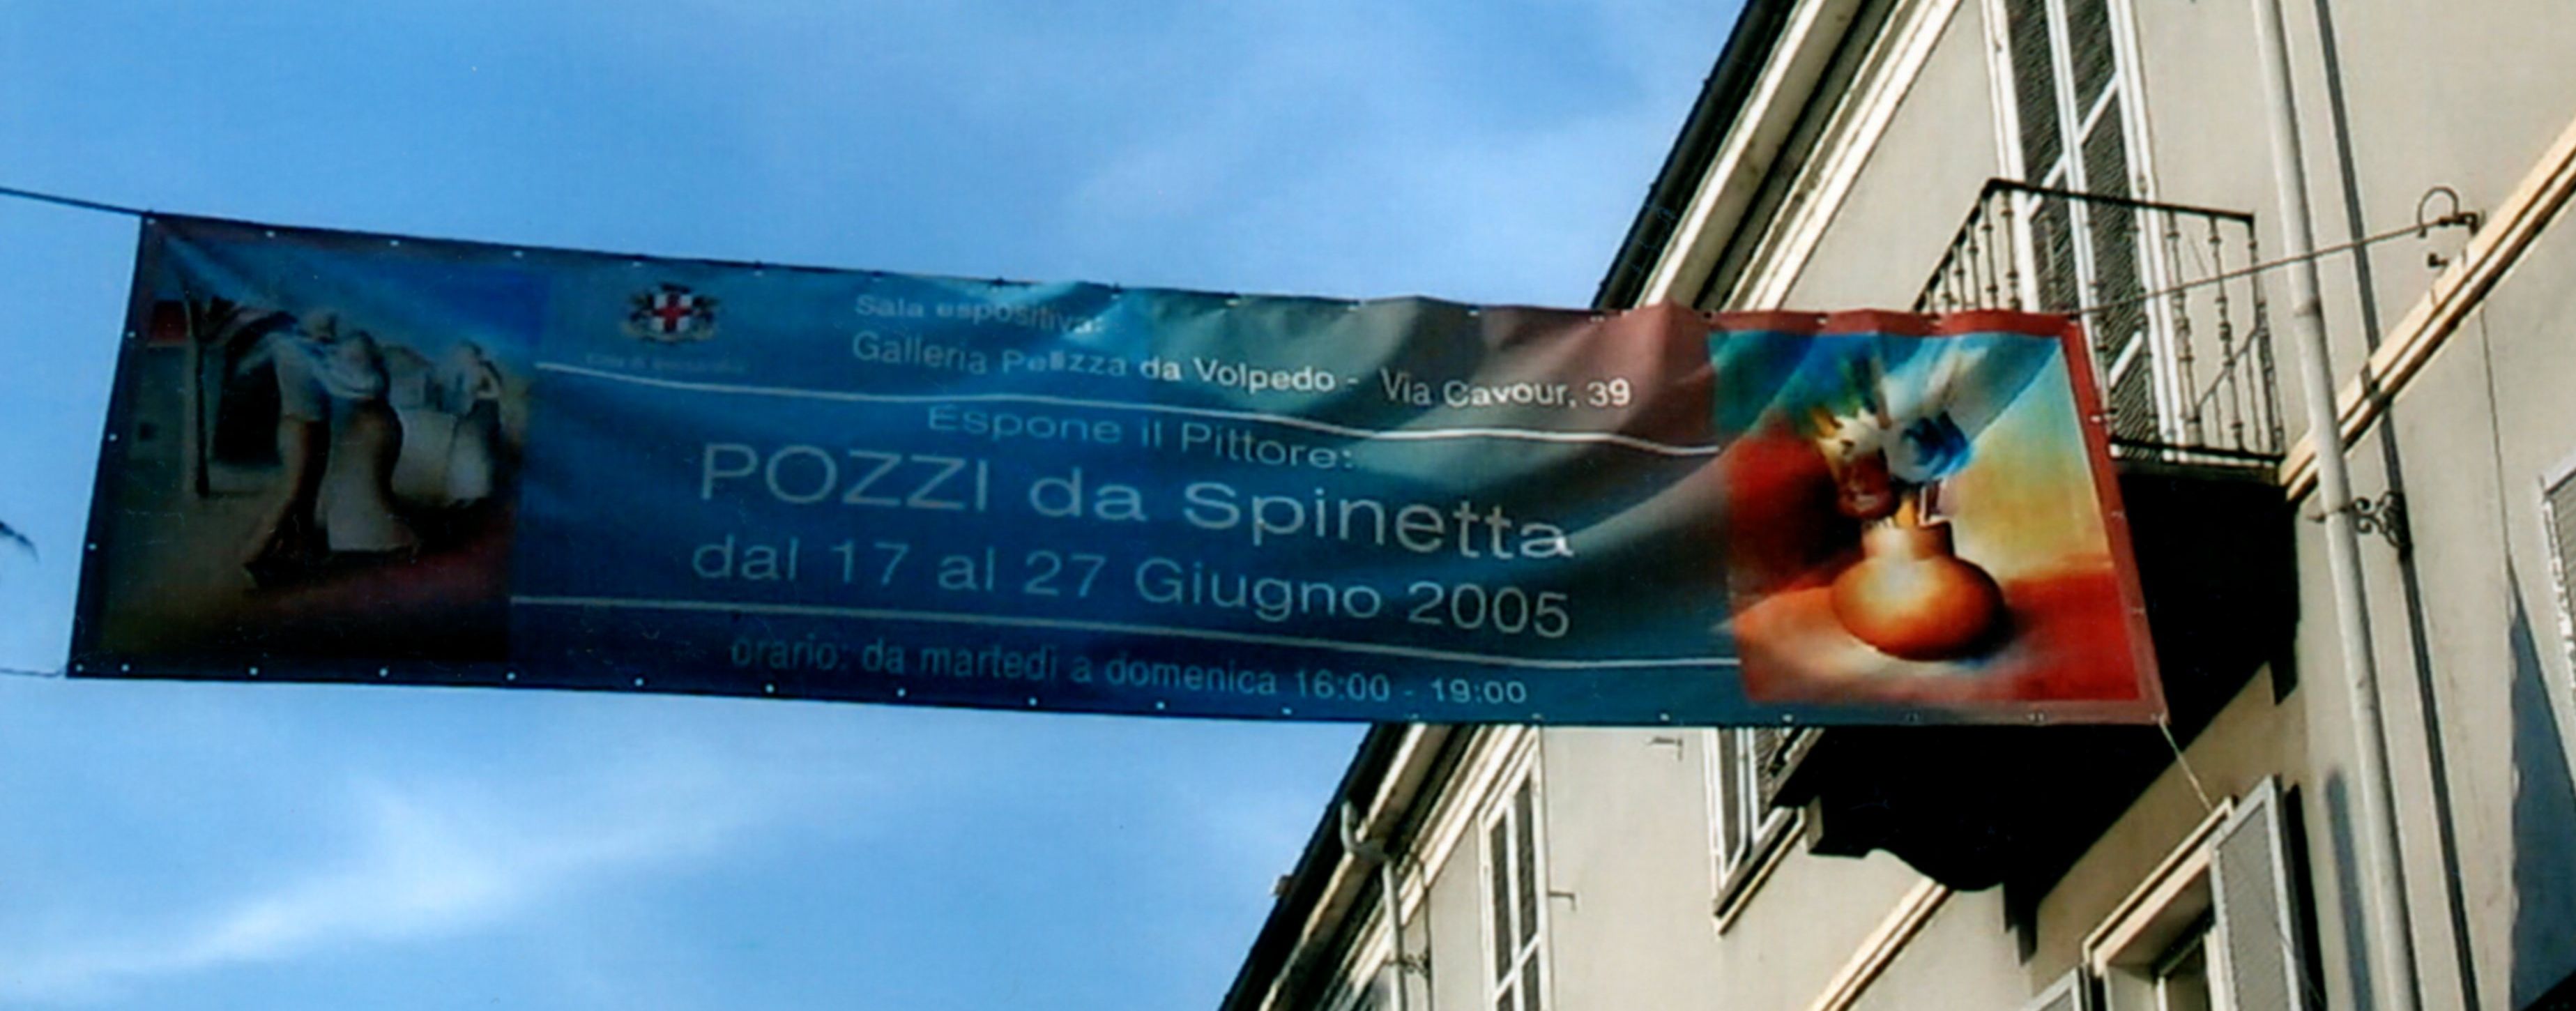 Sala espositiva:
Galleria Pelizza da Volpedo - Via Cavour, 39
Espone il Pittore:
POZZI da Spinetta
dal 17 al 27 Giugno 2005
orario: da martedì a domenica 16:00 - 19:00